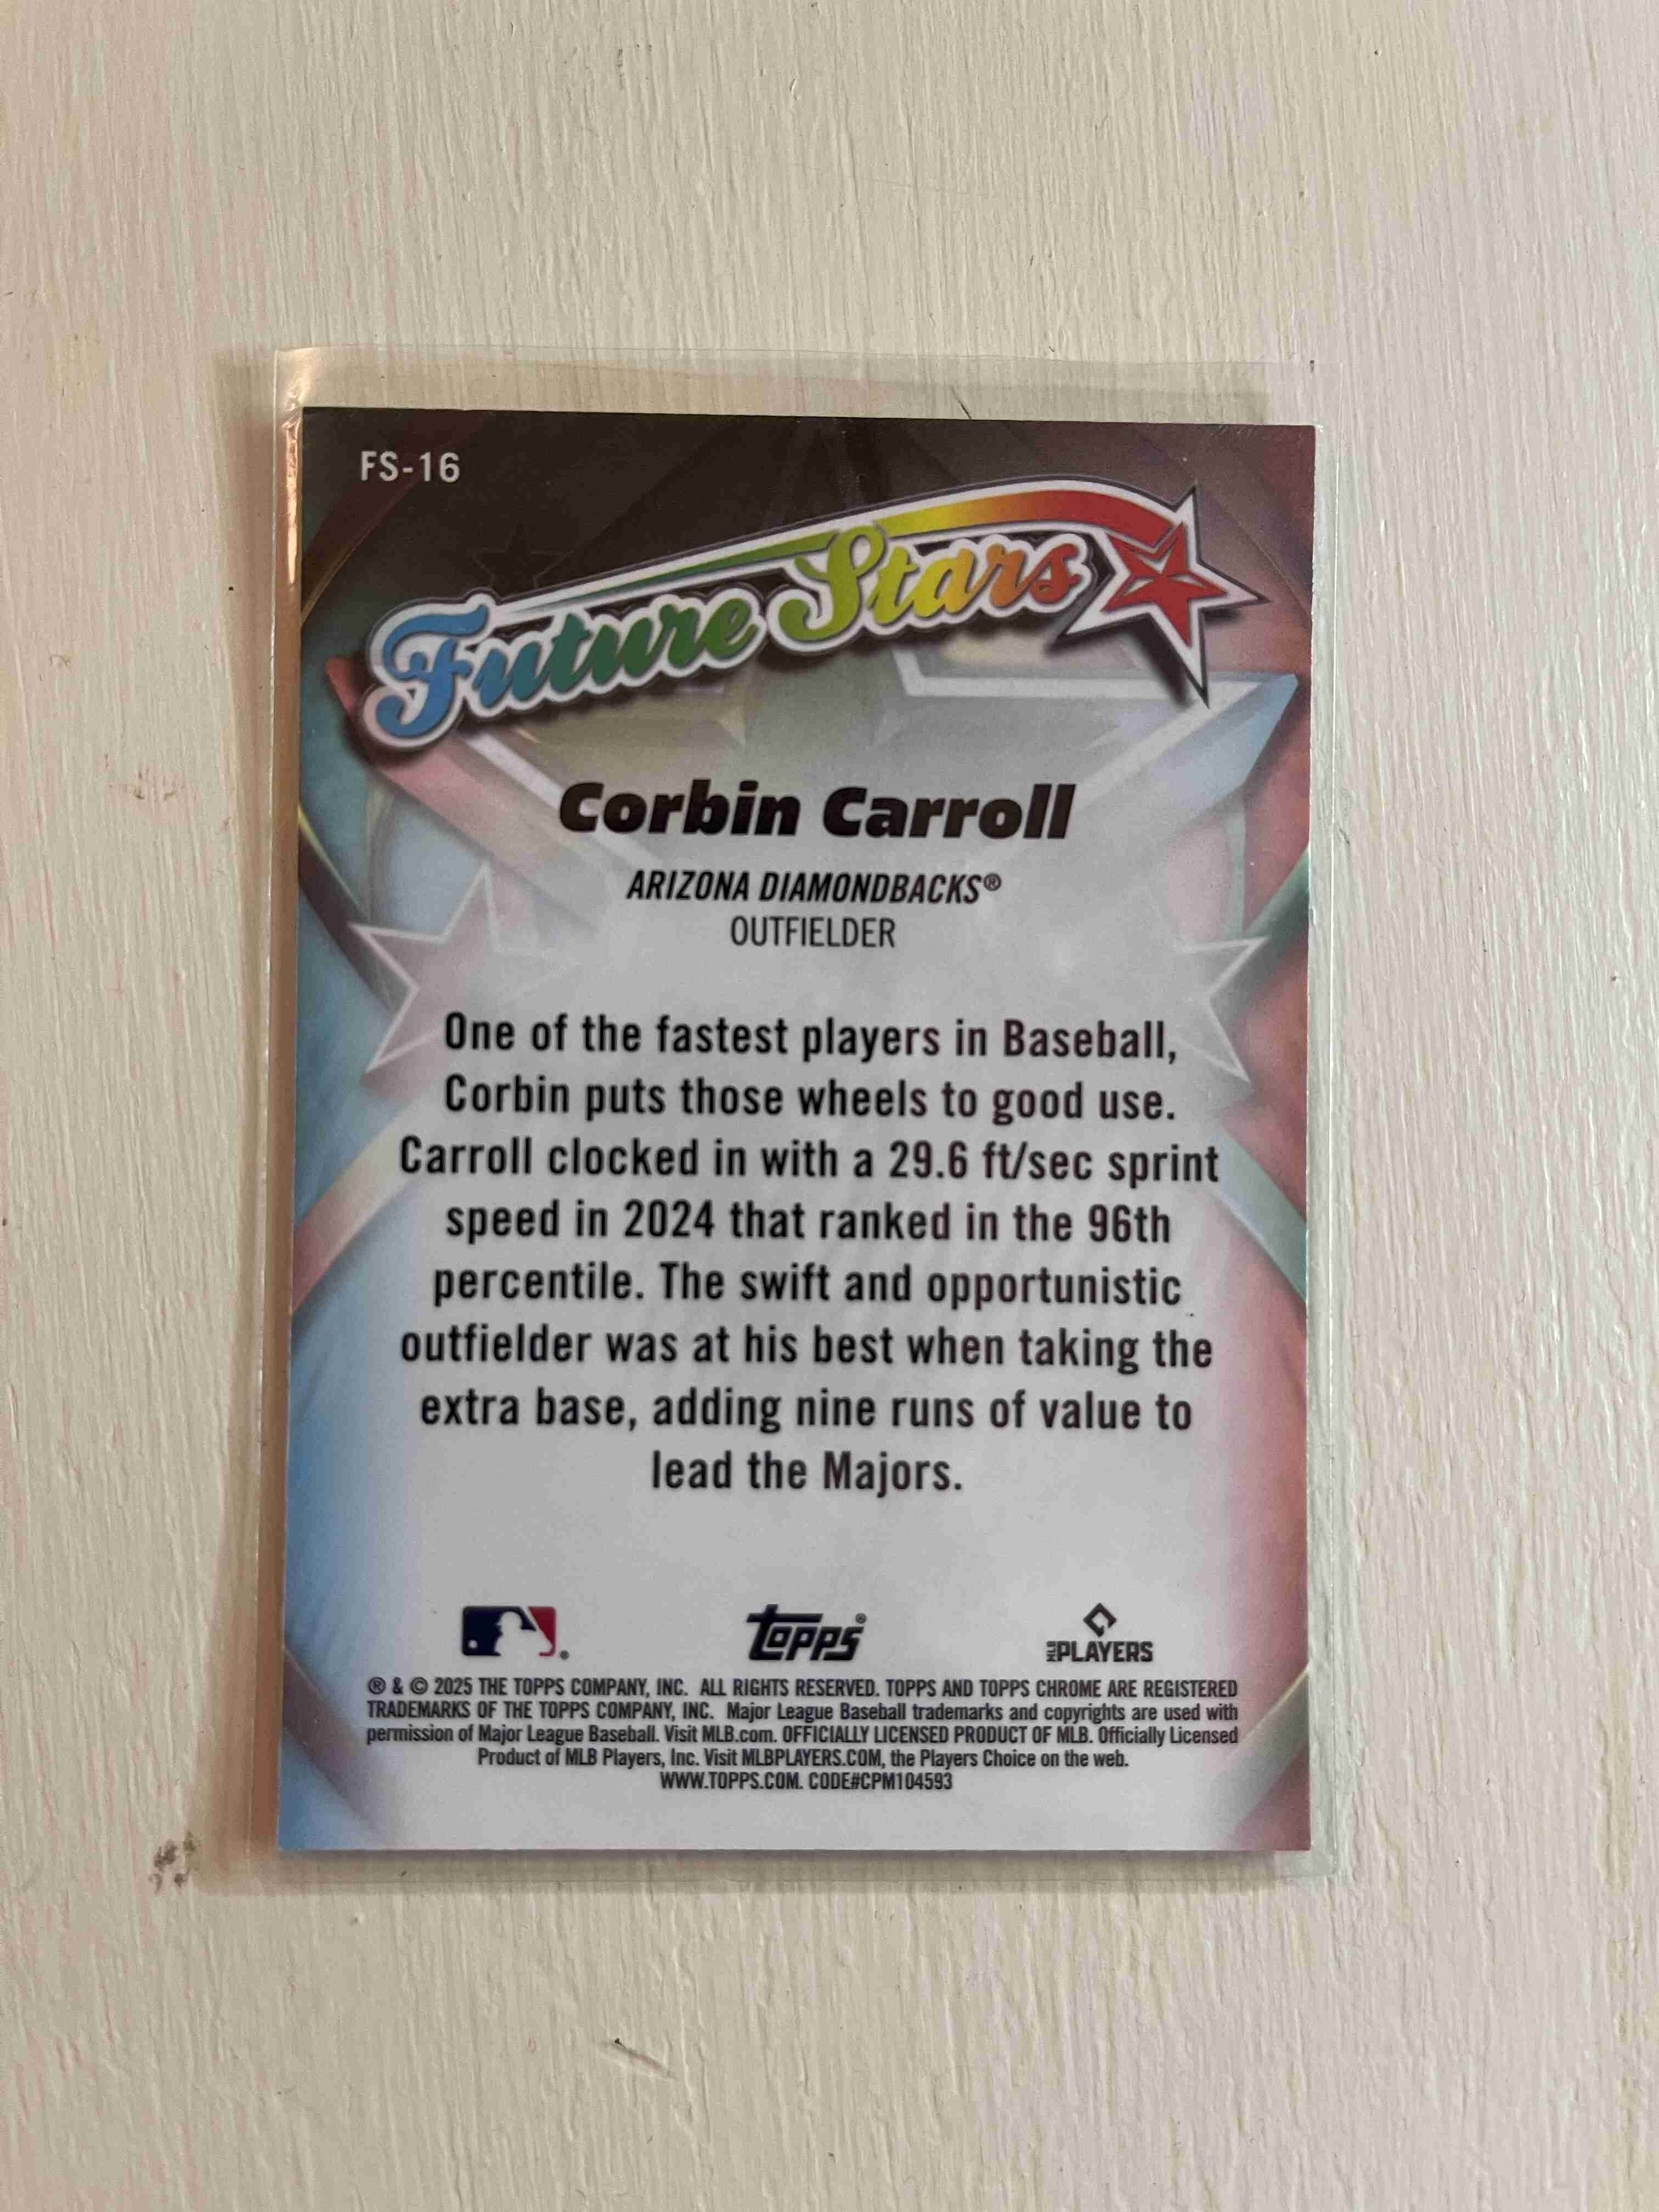 FS-16
Future Stars
Corbin Carroll
ARIZONA DIAMONDBACKS®
OUTFIELDER
One of the fastest players in Baseball,
Corbin puts those wheels to good use.
Carroll clocked in with a 29.6 ft/sec sprint
speed in 2024 that ranked in the 96th
percentile. The swift and opportunistic
outfielder was at his best when taking the
extra base, adding nine runs of value to
lead the Majors.
Topps® MLB PLAYERS
® & © 2025 THE TOPPS COMPANY, INC. ALL RIGHTS RESERVED. TOPPS AND TOPPS CHROME ARE REGISTERED
TRADEMARKS OF THE TOPPS COMPANY, INC. Major League Baseball trademarks and copyrights are used with
permission of Major League Baseball. Visit MLB.com. OFFICIALLY LICENSED PRODUCT OF MLB. Officially Licensed
Product of MLB Players, Inc. Visit MLBPLAYERS.COM, the Players Choice on the web.
WWW.TOPPS.COM. CODE#CPM104593